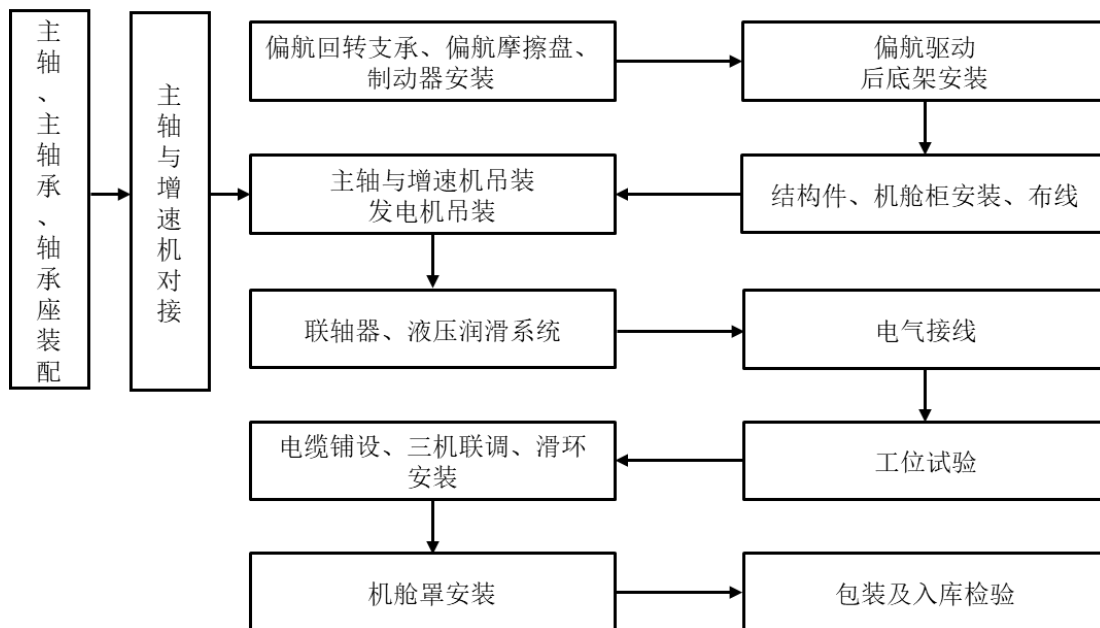 主轴、主轴承、轴承座装配
主轴与增速机对接
偏航回转支承、偏航摩擦盘、
制动器安装
偏航驱动
后底架安装
主轴与增速机吊装
发电机吊装
结构件、机舱柜安装、布线
联轴器、液压润滑系统
电气接线
电缆铺设、三机联调、滑环
安装
工位试验
机舱罩安装
包装及入库检验